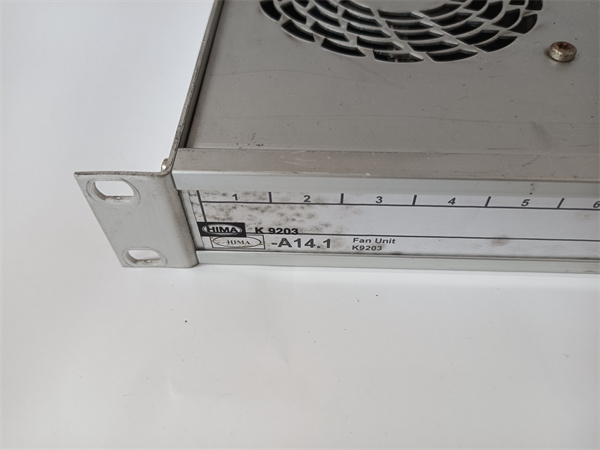 1 2 3 4 5 6
HIMA K 9203
HIMA -A14.1 Fan Unit
K9203